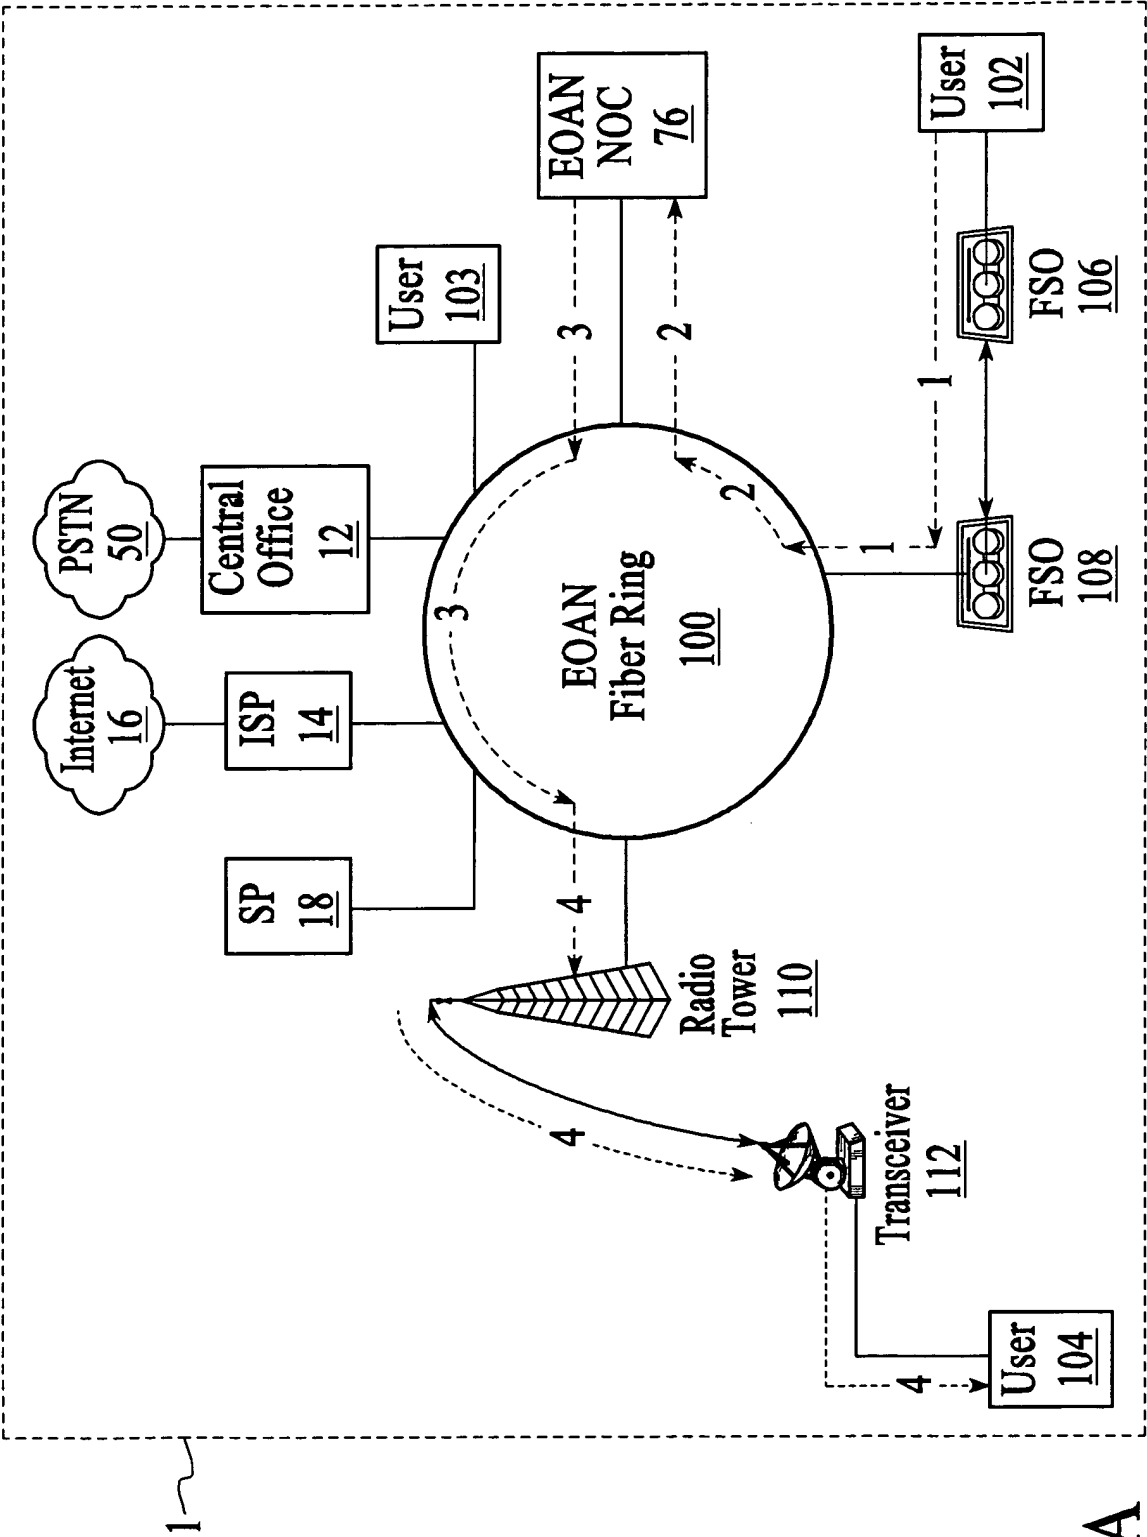 1
Internet
16
PSTN
50
SP
18
ISP
14
Central
Office
12
User
103
4
4
3
3
EOAN
NOC
76
EOAN
Fiber Ring
100
2
2
Radio
Tower
110
1
1
Transceiver
112
4
User
104
FSO
108
FSO
106
User
102
A